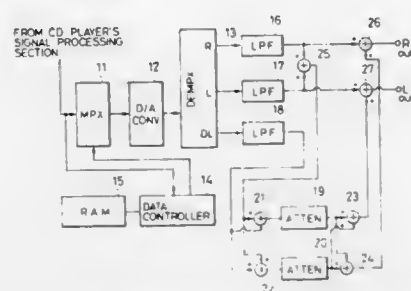 FROM CD PLAYER'S
SIGNAL PROCESSING
SECTION
11
12
13
16
26
R
out
R
LPF
25
17
27
MPX
D/A
CONV
DEMPX
L
LPF
L
out
18
DL
LPF
15
14
RAM
DATA
CONTROLLER
21
19
23
ATTEN
20
ATTEN
24